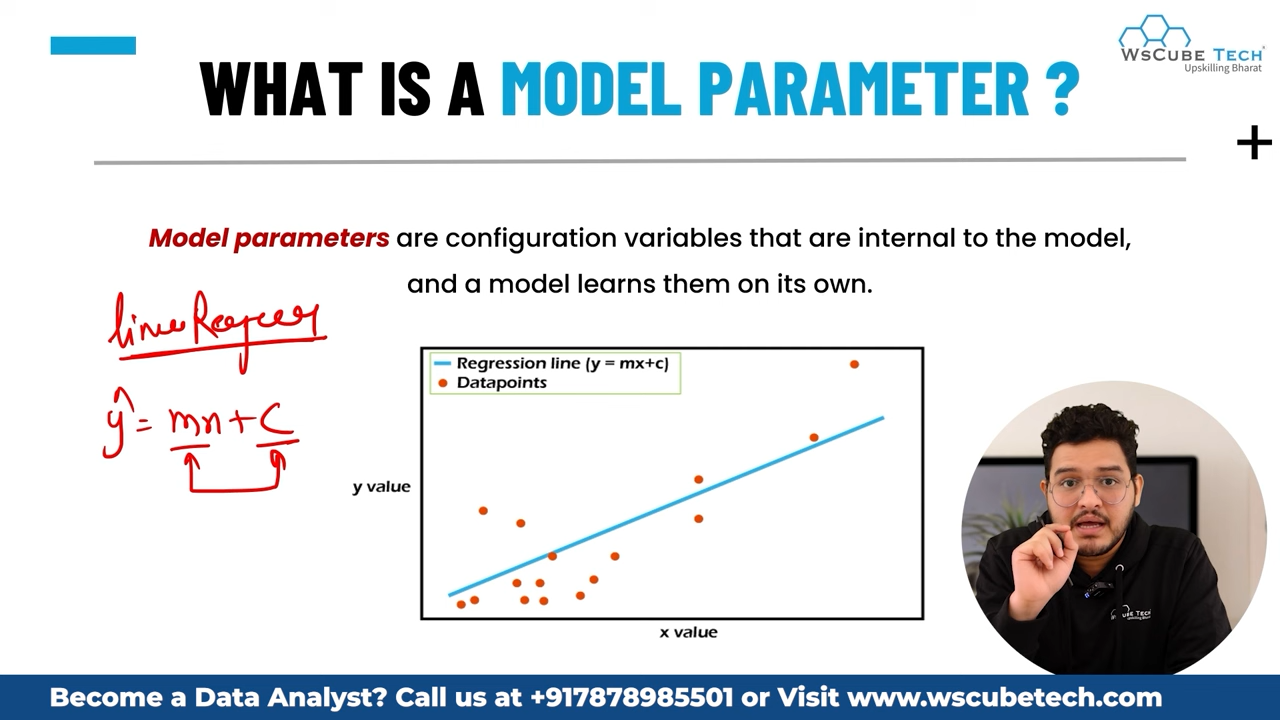 WsCube Tech
Upskilling Bharat
WHAT IS A MODEL PARAMETER ?
+
Model parameters are configuration variables that are internal to the model,
and a model learns them on its own.
ŷ = mx + c
Regression line (y = mx+c)
Datapoints
y value
x value
Become a Data Analyst? Call us at +917878985501 or Visit www.wscubetech.com